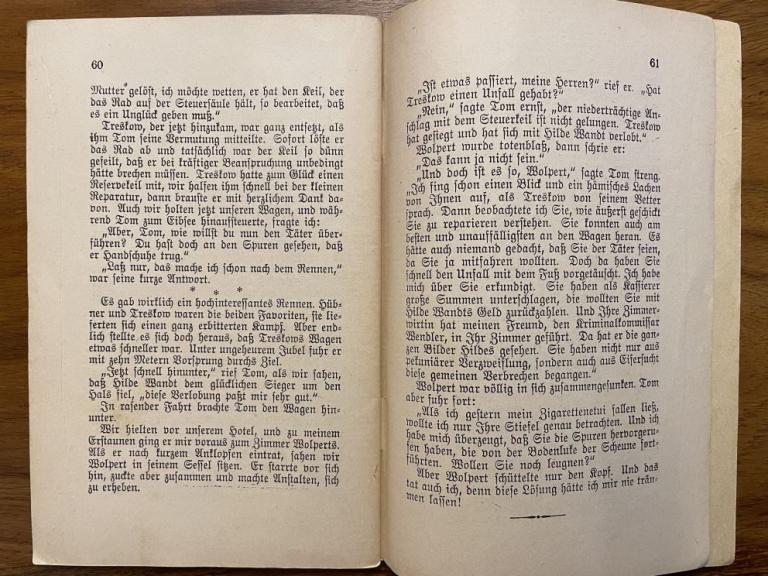 60
Mutter gelöst, ich möchte wetten, er hat den Keil, der
das Rad auf der Steuersäule hält, so bearbeitet, daß
es ein Unglück geben muß.“
Treskow, der jetzt hinzukam, war ganz entsetzt, als
ihm Tom seine Vermutung mitteilte. Sofort löste er
das Rad ab und tatsächlich war der Keil so dünn
gefeilt, daß er bei kräftiger Beanspruchung unbedingt
hätte brechen müssen. Treskow hatte zum Glück einen
Reservekeil mit, wir halfen ihm schnell bei der kleinen
Reparatur, dann brauste er mit herzlichem Dank da-
von. Auch wir holten jetzt unseren Wagen, und wäh-
rend Tom zum Eibsee hinaufsteuerte, fragte ich:
„Aber, Tom, wie willst du nun den Täter über-
führen? Du hast doch an den Spuren gesehen, daß
er Handschuhe trug.“
„Laß nur, das mache ich schon nach dem Rennen,“
war seine kurze Antwort.
* * *
Es gab wirklich ein hochinteressantes Rennen. Hüb-
ner und Treskow waren die beiden Favoriten, sie lie-
ferten sich einen ganz erbitterten Kampf. Aber end-
lich stellte es sich doch heraus, daß Treskows Wagen
etwas schneller war. Unter ungeheurem Jubel fuhr er
mit zehn Metern Vorsprung durchs Ziel.
„Jetzt schnell hinunter,“ rief Tom, als wir sahen,
daß Hilde Wandt dem glücklichen Sieger um den
Hals fiel, „diese Verlobung paßt mir sehr gut.“
In rasender Fahrt brachte Tom den Wagen hin-
unter.
Wir hielten vor unserem Hotel, und zu meinem
Erstaunen ging er mir voraus zum Zimmer Wolperts.
Als er nach kurzem Anklopfen eintrat, sahen wir
Wolpert in seinem Sessel sitzen. Er starrte vor sich
hin, zuckte aber zusammen und machte Anstalten, sich
zu erheben.
61
„Ist etwas passiert, meine Herren?“ rief er. „Hat
Treskow einen Unfall gehabt?“
„Nein,“ sagte Tom ernst, „der niederträchtige An-
schlag mit dem Steuerkeil ist nicht gelungen. Treskow
hat gesiegt und hat sich mit Hilde Wandt verlobt.“
Wolpert wurde totenblaß, dann schrie er:
„Das kann ja nicht sein.“
„Und doch ist es so, Wolpert,“ sagte Tom streng.
„Ich fing schon einen Blick und ein hämisches Lachen
von Ihnen auf, als Treskow von seinem Vetter
sprach. Dann beobachtete ich Sie, wie äußerst geschickt
Sie zu reparieren verstehen. Sie konnten auch am
besten und unauffälligsten an den Wagen heran. Es
hätte auch niemand gedacht, daß Sie der Täter seien,
da Sie ja mitfahren wollten. Doch da haben Sie
schnell den Unfall mit dem Fuß vorgetäuscht. Ich habe
mich über Sie erkundigt. Sie haben als Kassierer
große Summen unterschlagen, die wollten Sie mit
Hilde Wandts Geld zurückzahlen. Und Ihre Zimmer-
wirtin hat meinen Freund, den Kriminalkommissar
Wendler, in Ihr Zimmer geführt. Da hat er die gan-
zen Bilder Hildes gesehen. Sie haben nicht nur aus
pekuniärer Verzweiflung, sondern auch aus Eifersucht
diese gemeinen Verbrechen begangen.“
Wolpert war völlig in sich zusammengesunken. Tom
aber fuhr fort:
„Als ich gestern mein Zigarettenetui fallen ließ,
wollte ich nur Ihre Stiefel genau betrachten. Und ich
habe mich überzeugt, daß Sie die Spuren hervorgeru-
fen haben, die von der Bodenluke der Scheune fort-
führten. Wollen Sie noch leugnen?“
Aber Wolpert schüttelte nur den Kopf. Und das
tat auch ich, denn diese Lösung hätte ich mir nie träu-
men lassen!